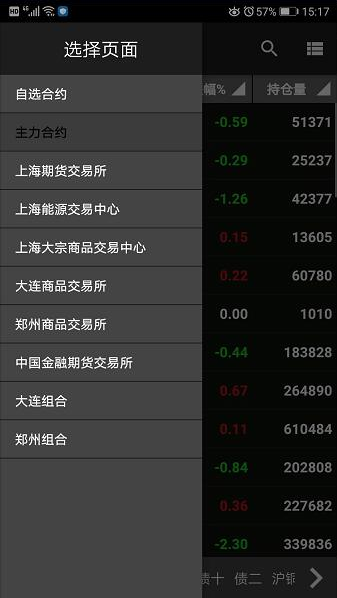 HD 46 57% 15:17
选择页面
幅% 持仓量
自选合约
主力合约
上海期货交易所
上海能源交易中心
上海大宗商品交易中心
大连商品交易所
郑州商品交易所
中国金融期货交易所
大连组合
郑州组合
-0.59 51371
-0.29 25237
-1.26 42377
0.15 13605
0.22 60780
0.00 1010
-0.44 183828
0.67 264890
0.11 610484
-0.84 202808
0.36 227682
-2.30 339836
债十 债二 沪铜